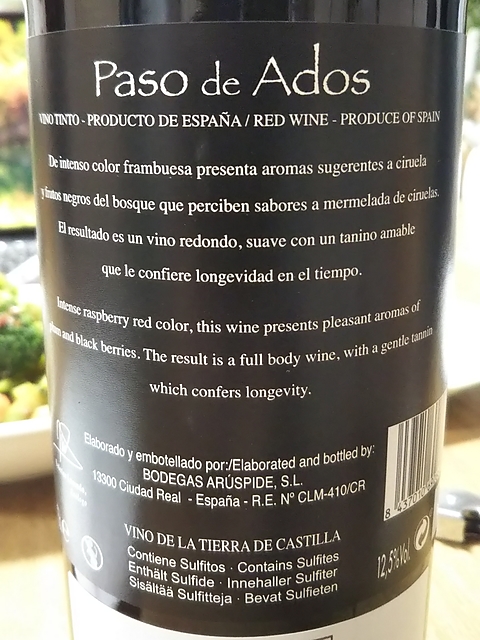 Paso de Ados
VINO TINTO - PRODUCTO DE ESPAÑA / RED WINE - PRODUCE OF SPAIN
De intenso color frambuesa presenta aromas sugerentes a ciruela
y frutos negros del bosque que perciben sabores a mermelada de ciruelas.
El resultado es un vino redondo, suave con un tanino amable
que le confiere longevidad en el tiempo.
Intense raspberry red color, this wine presents pleasant aromas of
plum and black berries. The result is a full body wine, with a gentle tannin
which confers longevity.
Elaborado y embotellado por:/Elaborated and bottled by:
BODEGAS ARÚSPIDE, S.L.
13300 Ciudad Real - España - R.E. Nº CLM-410/CR
VINO DE LA TIERRA DE CASTILLA
Contiene Sulfitos · Contains Sulfites
Enthält Sulfide · Innehaller Sulfiter
Sisältää Sulfitteja · Bevat Sulfieten
12,5%Vol.